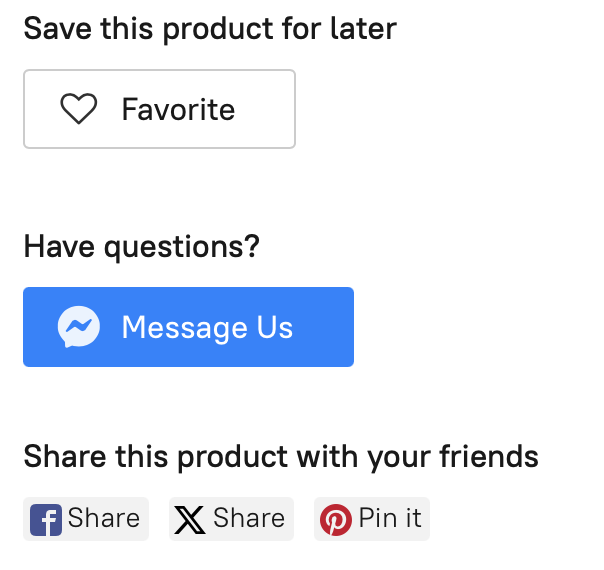 Save this product for later
Favorite
Have questions?
Message Us
Share this product with your friends
Share Share Pin it